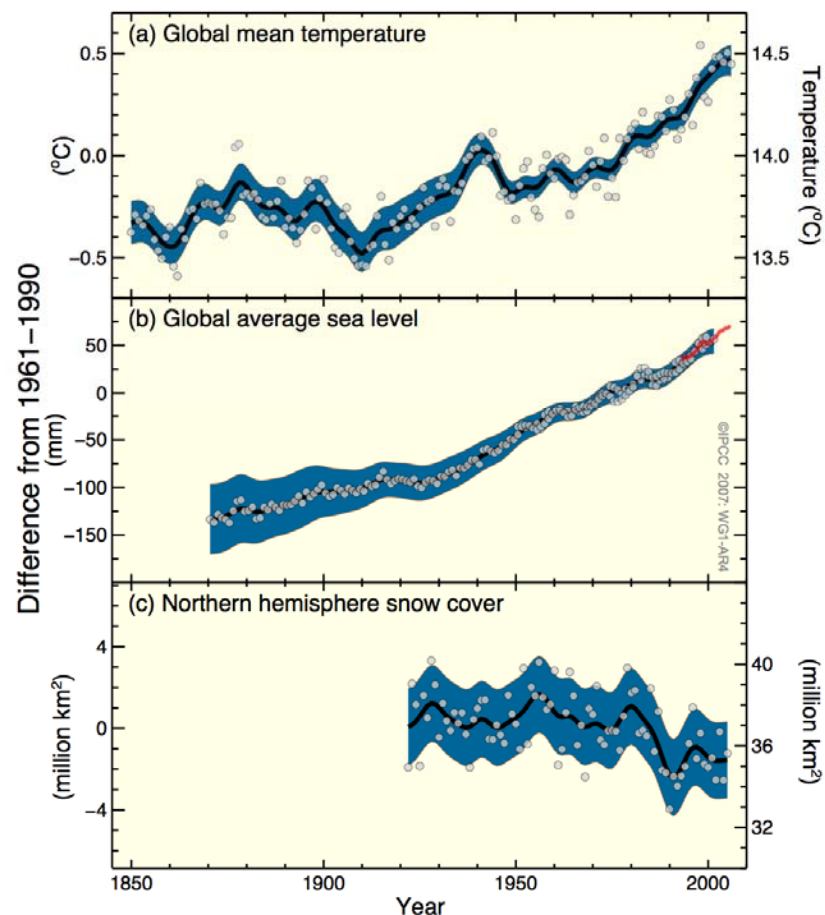 (a) Global mean temperature
0.5
0.0
−0.5
(°C)
14.5
14.0
13.5
Temperature (°C)
Difference from 1961−1990
(b) Global average sea level
50
0
−50
−100
−150
(mm)
©IPCC 2007: WG1-AR4
(c) Northern hemisphere snow cover
4
0
−4
(million km²)
40
36
32
(million km²)
1850
1900
1950
2000
Year